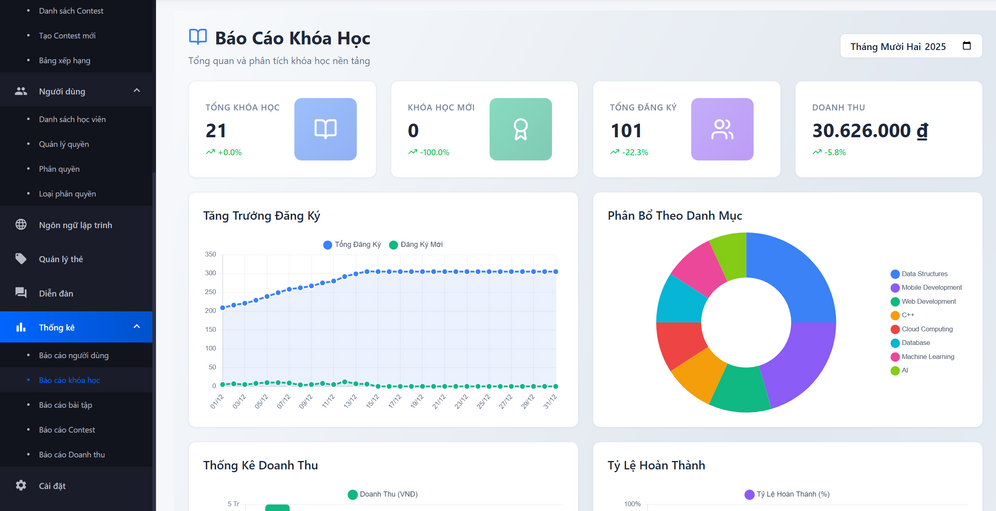 Danh sách Contest
Tạo Contest mới
Bảng xếp hạng
Người dùng
Danh sách học viên
Quản lý quyền
Phân quyền
Loại phân quyền
Ngôn ngữ lập trình
Quản lý thẻ
Diễn đàn
Thống kê
Báo cáo người dùng
Báo cáo khóa học
Báo cáo bài tập
Báo cáo Contest
Báo cáo Doanh thu
Cài đặt
Báo Cáo Khóa Học
Tổng quan và phân tích khóa học nền tảng
Tháng Mười Hai 2025
TỔNG KHÓA HỌC
21
+0.0%
KHÓA HỌC MỚI
0
-100.0%
TỔNG ĐĂNG KÝ
101
-22.3%
DOANH THU
30.626.000 ₫
-5.8%
Tăng Trưởng Đăng Ký
Tổng Đăng Ký
Đăng Ký Mới
350
300
250
200
150
100
50
0
01/12
03/12
05/12
07/12
09/12
11/12
13/12
15/12
17/12
19/12
21/12
23/12
25/12
27/12
29/12
31/12
Phân Bổ Theo Danh Mục
Data Structures
Mobile Development
Web Development
C++
Cloud Computing
Database
Machine Learning
AI
Thống Kê Doanh Thu
Doanh Thu (VNĐ)
5 Tr
Tỷ Lệ Hoàn Thành
Tỷ Lệ Hoàn Thành (%)
100%